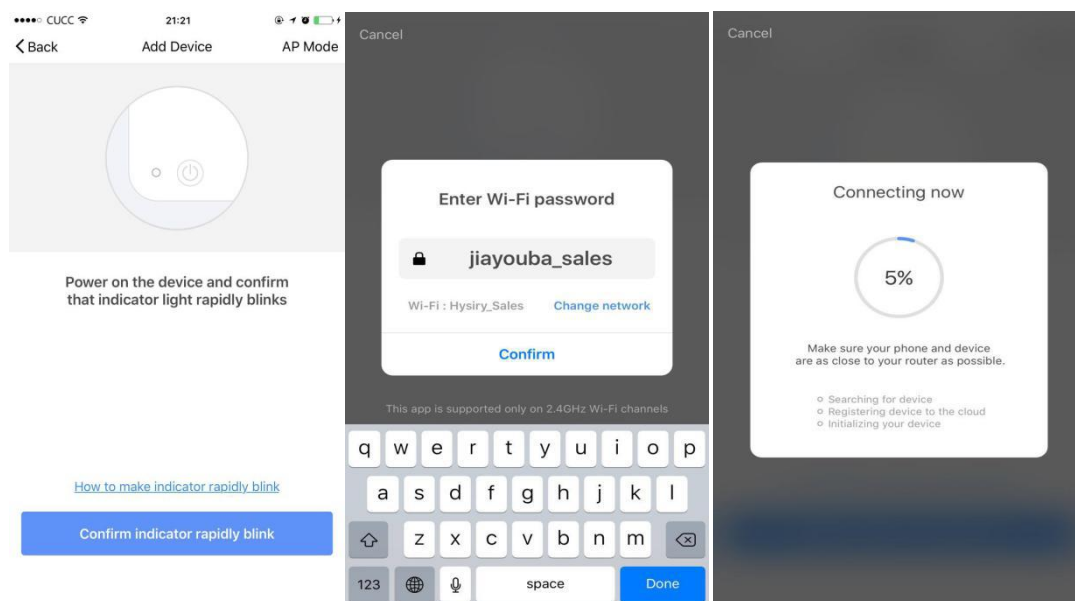 CUCC
21:21
Back
Add Device
AP Mode
Power on the device and confirm
that indicator light rapidly blinks
How to make indicator rapidly blink
Confirm indicator rapidly blink
Cancel
Enter Wi-Fi password
jiayouba_sales
Wi-Fi : Hysiry_Sales
Change network
Confirm
This app is supported only on 2.4GHz Wi-Fi channels
q w e r t y u i o p
a s d f g h j k l
z x c v b n m
123 space Done
Cancel
Connecting now
5%
Make sure your phone and device
are as close to your router as possible.
Searching for device
Registering device to the cloud
Initializing your device